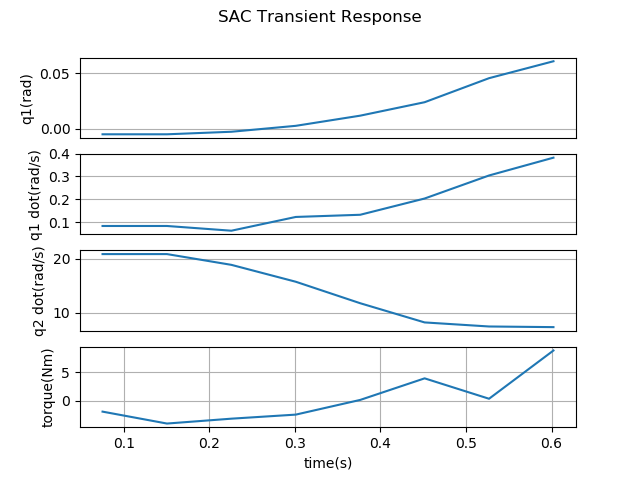 SAC Transient Response
q1(rad)
0.05
0.00
q1 dot(rad/s)
0.4
0.3
0.2
0.1
q2 dot(rad/s)
20
10
torque(Nm)
5
0
0.1 0.2 0.3 0.4 0.5 0.6
time(s)